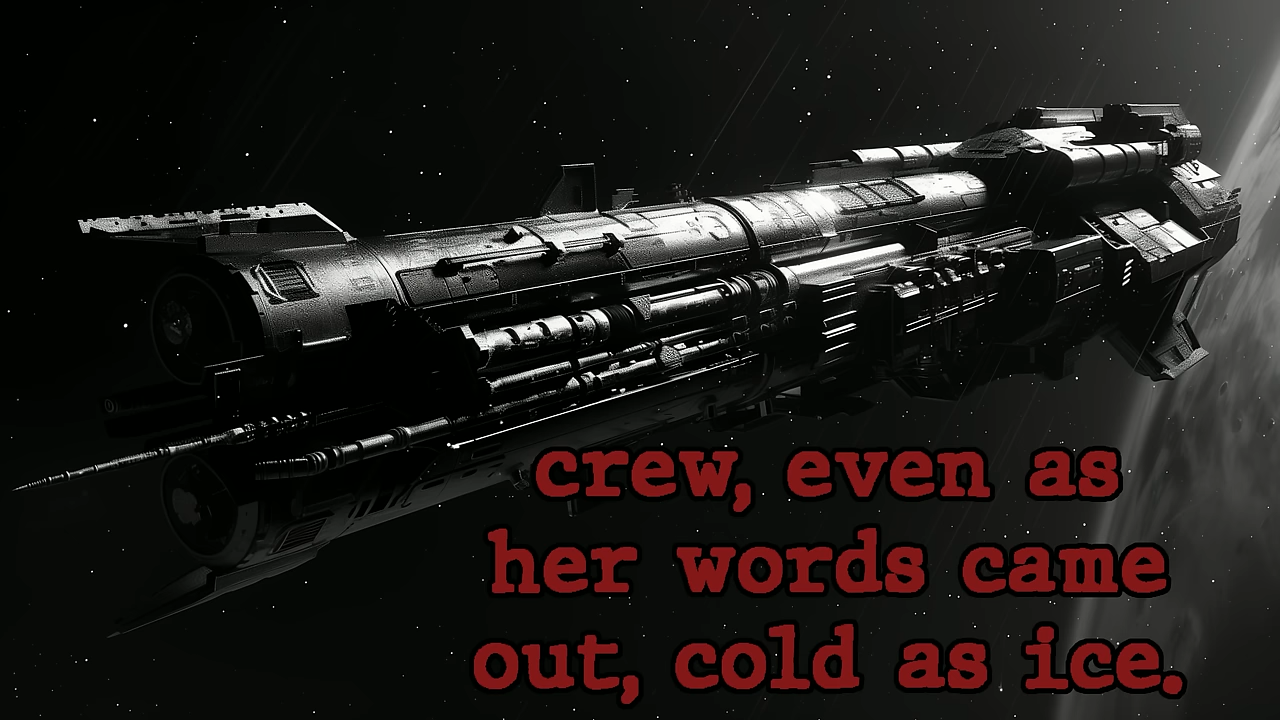 crew, even as
her words came
out, cold as ice.